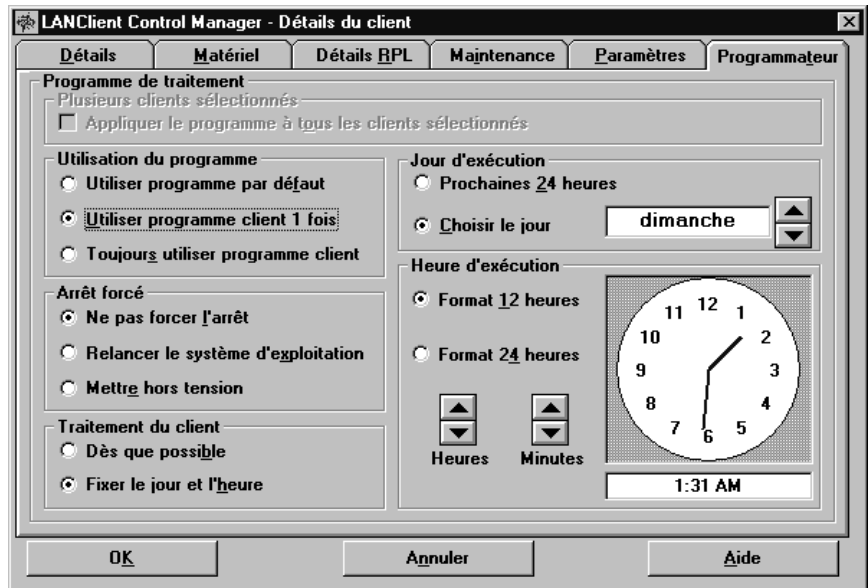 LANClient Control Manager - Détails du client
Détails
Matériel
Détails RPL
Maintenance
Paramètres
Programmateur
Programme de traitement
Plusieurs clients sélectionnés
Appliquer le programme à tous les clients sélectionnés
Utilisation du programme
Utiliser programme par défaut
Utiliser programme client 1 fois
Toujours utiliser programme client
Arrêt forcé
Ne pas forcer l'arrêt
Relancer le système d'exploitation
Mettre hors tension
Traitement du client
Dès que possible
Fixer le jour et l'heure
Jour d'exécution
Prochaines 24 heures
Choisir le jour
dimanche
Heure d'exécution
Format 12 heures
Format 24 heures
Heures
Minutes
12
1
2
3
4
5
6
7
8
9
10
11
1:31 AM
OK
Annuler
Aide